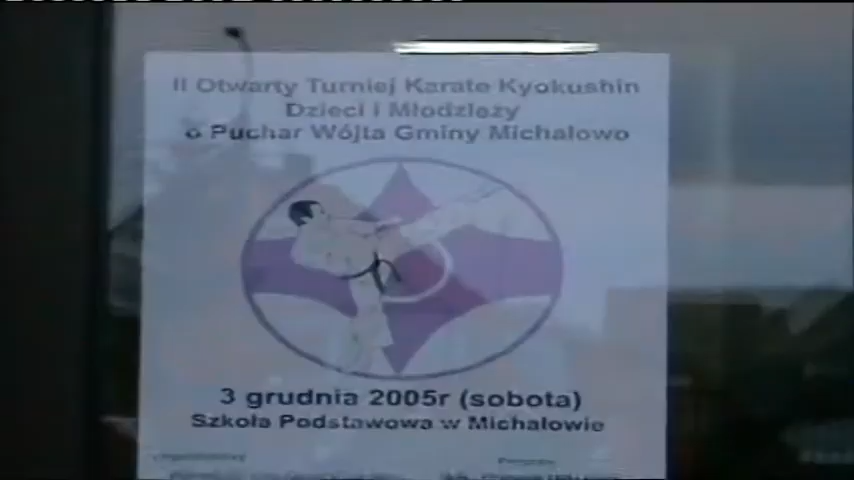 II Otwarty Turniej Karate Kyokushin
Dzieci i Młodzieży
o Puchar Wójta Gminy Michałowo
3 grudnia 2005r (sobota)
Szkoła Podstawowa w Michałowie